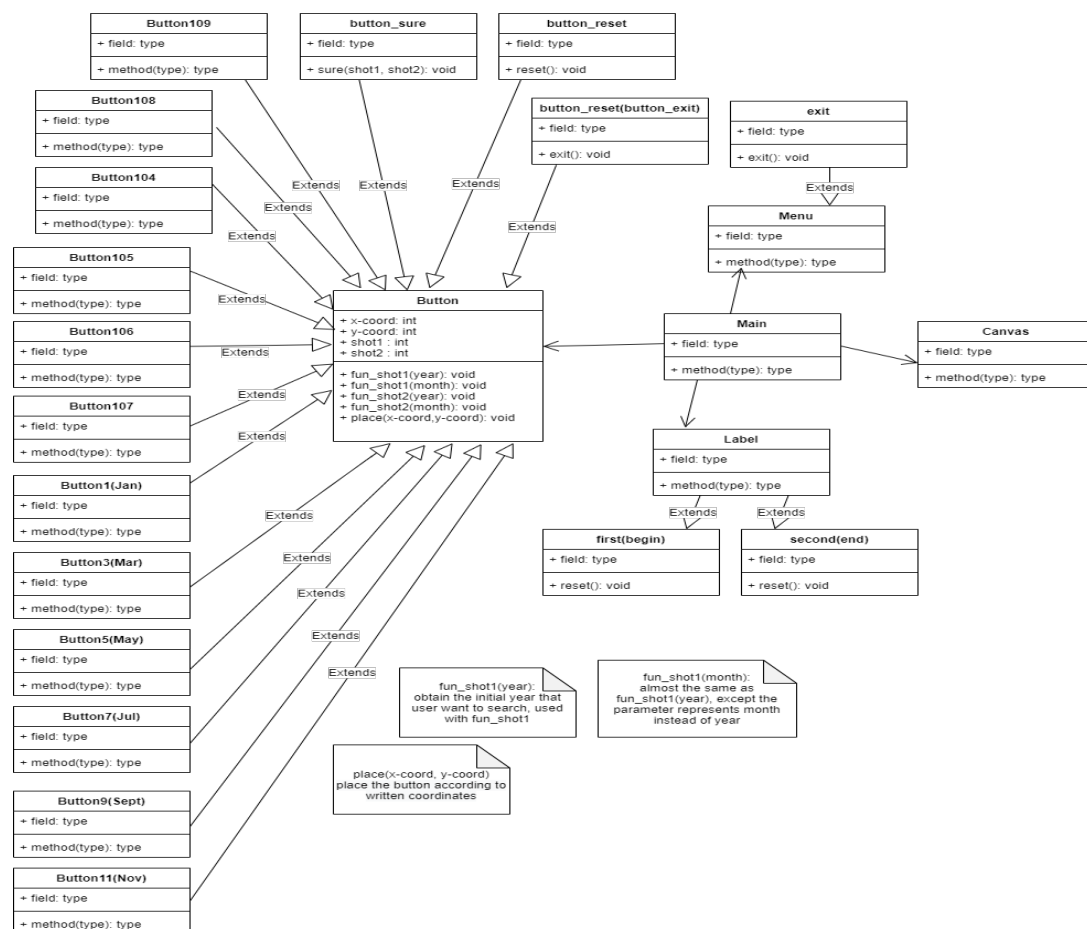 Button109
+ field: type
+ method(type): type
button_sure
+ field: type
+ sure(shot1, shot2): void
button_reset
+ field: type
+ reset(): void
Button108
+ field: type
+ method(type): type
button_reset(button_exit)
+ field: type
+ exit(): void
exit
+ field: type
+ exit(): void
Button104
+ field: type
+ method(type): type
Extends
Extends
Extends
Extends
Extends
Extends
Extends
Menu
+ field: type
+ method(type): type
Button105
+ field: type
+ method(type): type
Extends
Button
+ x-coord: int
+ y-coord: int
+ shot1 : int
+ shot2 : int
+ fun_shot1(year): void
+ fun_shot1(month): void
+ fun_shot2(year): void
+ fun_shot2(month): void
+ place(x-coord,y-coord): void
Main
+ field: type
+ method(type): type
Canvas
+ field: type
+ method(type): type
Button106
+ field: type
+ method(type): type
Extends
Button107
+ field: type
+ method(type): type
Extends
Extends
Label
+ field: type
+ method(type): type
Button1(Jan)
+ field: type
+ method(type): type
Extends
Extends
Extends
first(begin)
+ field: type
+ reset(): void
second(end)
+ field: type
+ reset(): void
Button3(Mar)
+ field: type
+ method(type): type
Extends
Extends
Button5(May)
+ field: type
+ method(type): type
Extends
Extends
Button7(Jul)
+ field: type
+ method(type): type
fun_shot1(year):
obtain the initial year that
user want to search, used
with fun_shot1
fun_shot1(month):
almost the same as
fun_shot1(year), except the
parameter represents month
instead of year
place(x-coord, y-coord)
place the button according to
written coordinates
Button9(Sept)
+ field: type
+ method(type): type
Button11(Nov)
+ field: type
+ method(type): type